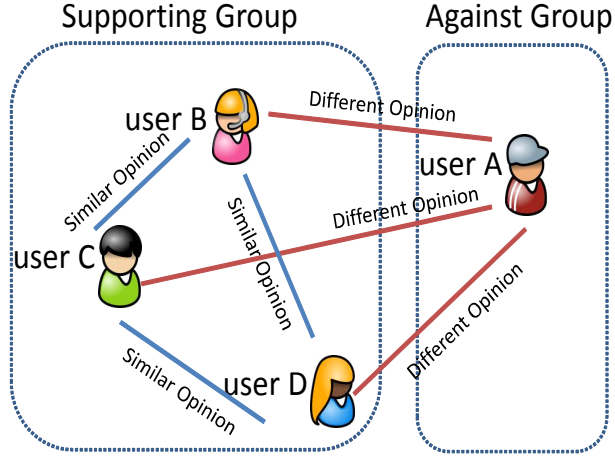 Supporting Group
Against Group
Different Opinion
user B
user A
Similar Opinion
Different Opinion
Similar Opinion
user C
Different Opinion
Similar Opinion
user D